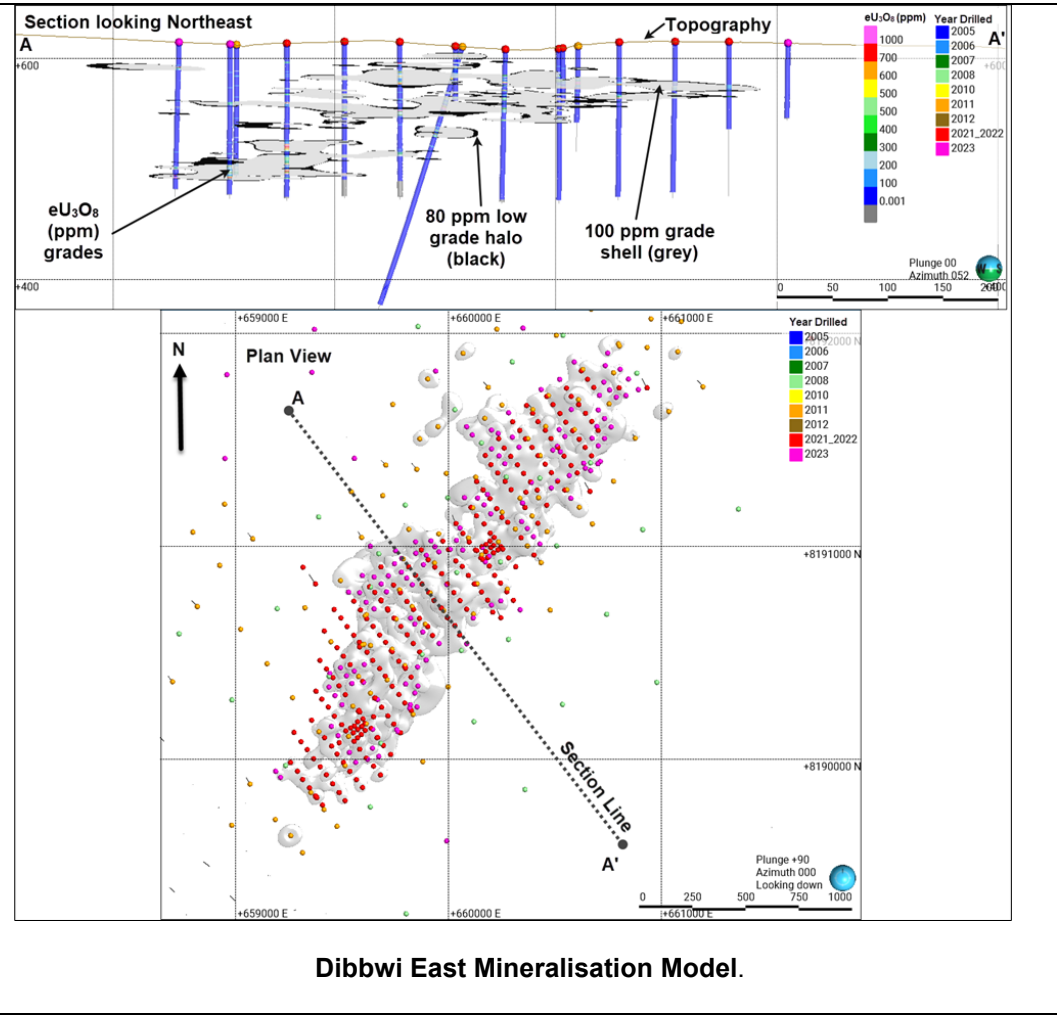 Section looking Northeast
A
Topography
A'
+600
+600
+400
eU₃O₈ (ppm)
1000
700
600
500
500
400
300
200
100
0.001
Year Drilled
2005
2006
2007
2008
2010
2011
2012
2021_2022
2023
eU₃O₈
(ppm)
grades
80 ppm low
grade halo
(black)
100 ppm grade
shell (grey)
Plunge 00
Azimuth 052
W S
0 50 100 150 200
+659000 E +660000 E +661000 E
N
Plan View
Year Drilled
2005
2006
2007
2008
2010
2011
2012
2021_2022
2023
+8192000 N
A
+8191000 N
+8190000 N
Section Line
A'
Plunge +90
Azimuth 000
Looking down
0 250 500 750 1000
+659000 E +660000 E +661000 E
Dibbwi East Mineralisation Model.